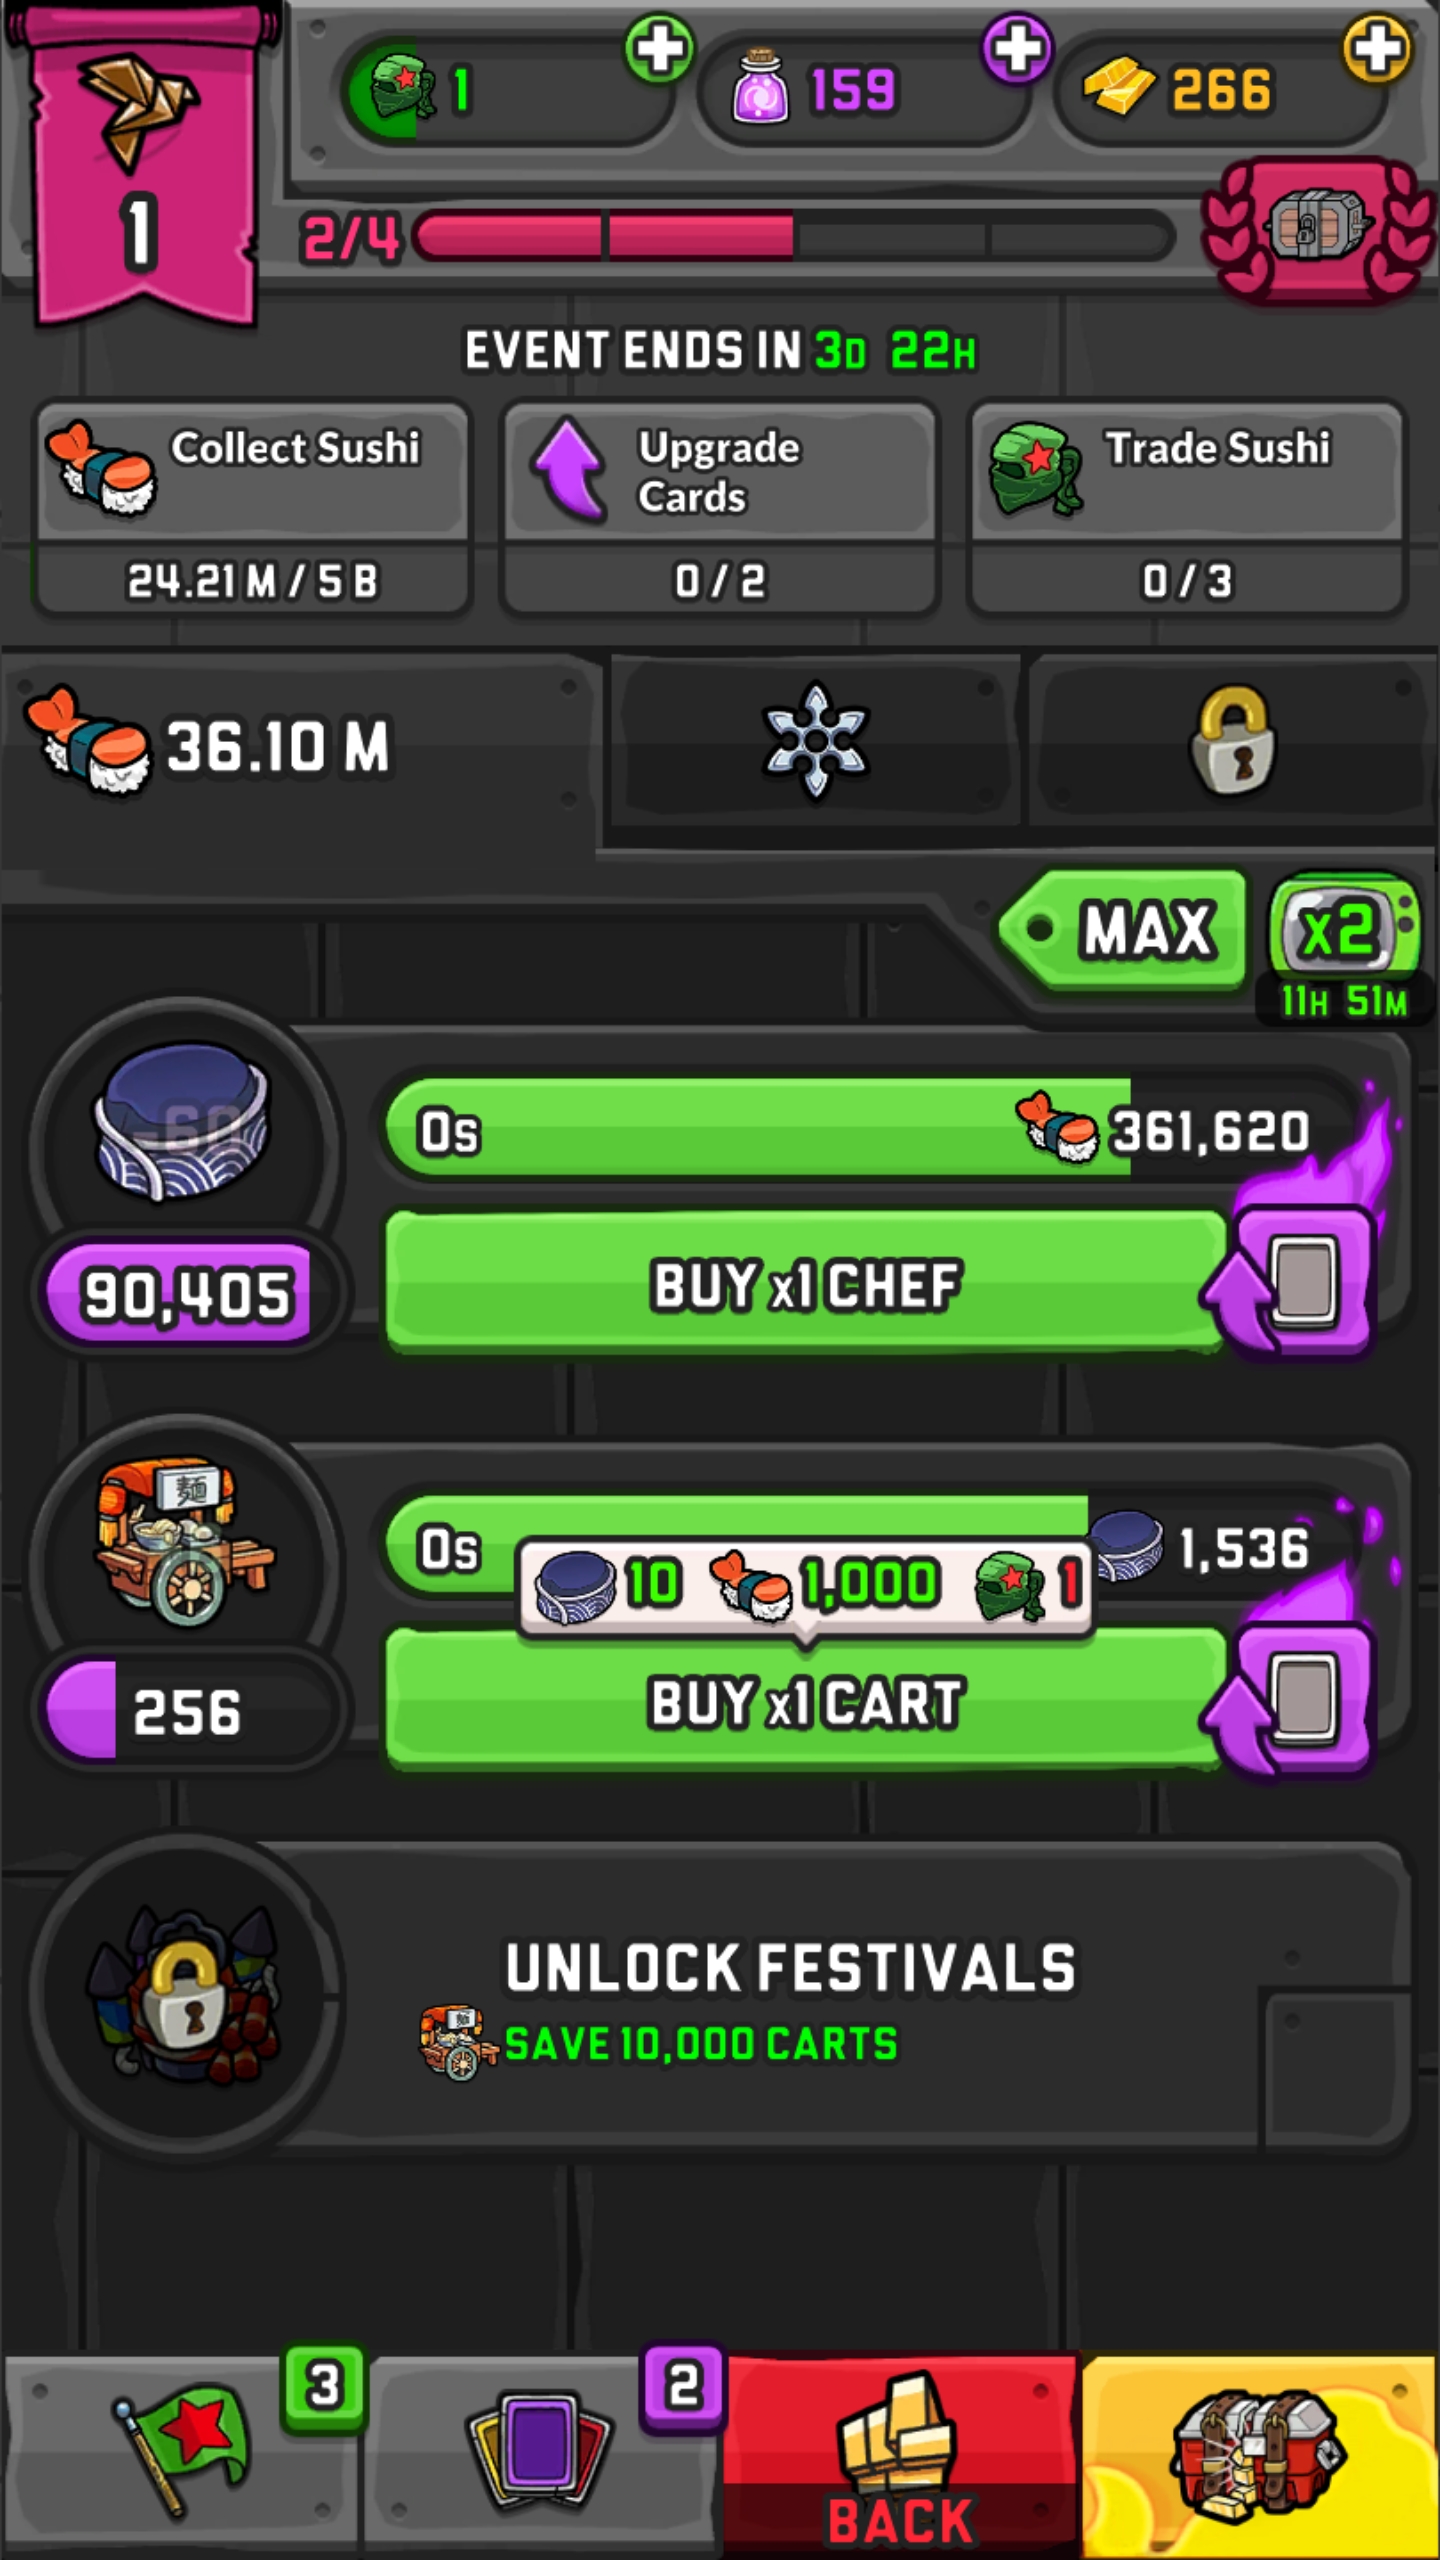 1
159
266
1
2/4
EVENT ENDS IN 3D 22H
Collect Sushi
24.21 M / 5 B
Upgrade
Cards
0 / 2
Trade Sushi
0 / 3
36.10 M
MAX
x2
11H 51M
-60
0s
361,620
90,405
BUY x1 CHEF
麺
0s
1,536
10
1,000
1
256
BUY x1 CART
UNLOCK FESTIVALS
SAVE 10,000 CARTS
3
2
BACK